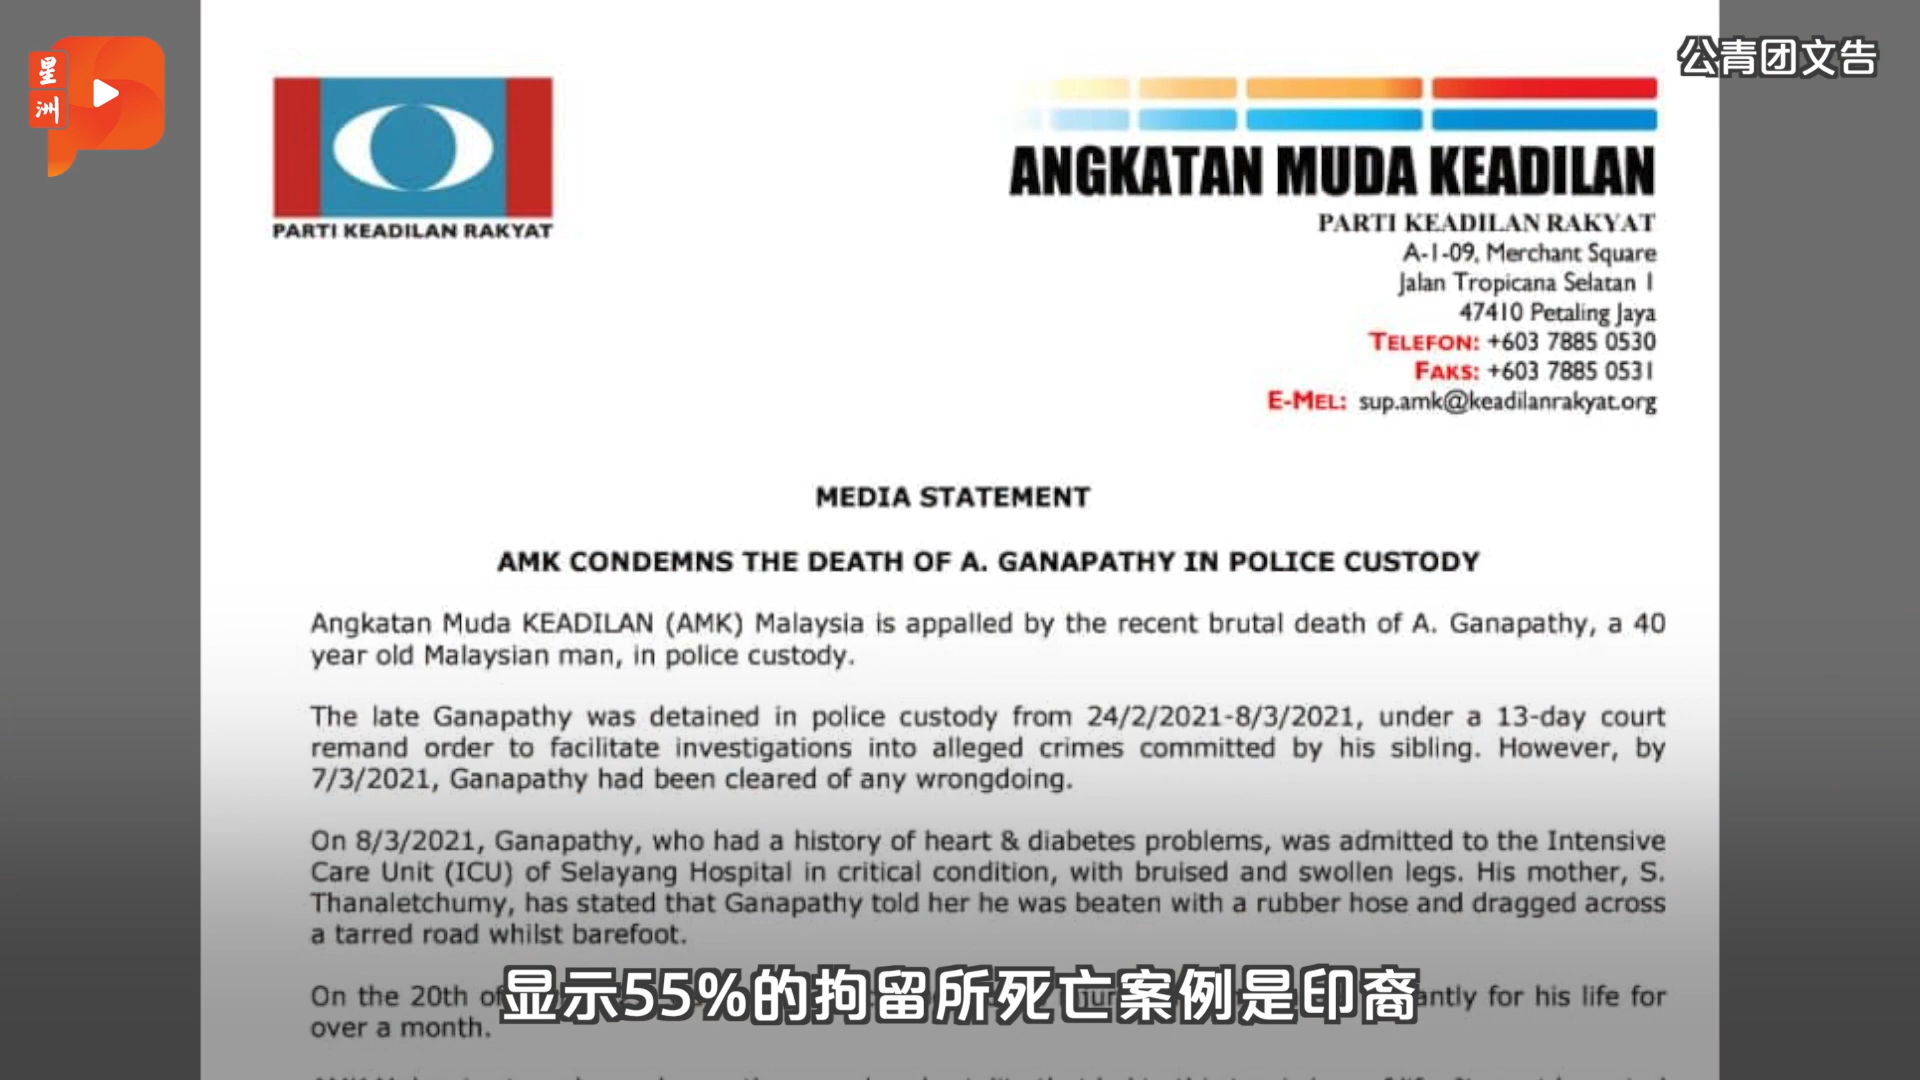 星洲
公青团文告
PARTI KEADILAN RAKYAT
ANGKATAN MUDA KEADILAN
PARTI KEADILAN RAKYAT
A-1-09, Merchant Square
Jalan Tropicana Selatan 1
47410 Petaling Jaya
TELEFON: +603 7885 0530
FAKS: +603 7885 0531
E-MEL: sup.amk@keadilanrakyat.org
MEDIA STATEMENT
AMK CONDEMNS THE DEATH OF A. GANAPATHY IN POLICE CUSTODY
Angkatan Muda KEADILAN (AMK) Malaysia is appalled by the recent brutal death of A. Ganapathy, a 40
year old Malaysian man, in police custody.
The late Ganapathy was detained in police custody from 24/2/2021-8/3/2021, under a 13-day court
remand order to facilitate investigations into alleged crimes committed by his sibling. However, by
7/3/2021, Ganapathy had been cleared of any wrongdoing.
On 8/3/2021, Ganapathy, who had a history of heart & diabetes problems, was admitted to the Intensive
Care Unit (ICU) of Selayang Hospital in critical condition, with bruised and swollen legs. His mother, S.
Thanaletchumy, has stated that Ganapathy told her he was beaten with a rubber hose and dragged across
a tarred road whilst barefoot.
On the 20th of for his life for
over a month.
显示55%的拘留所死亡案例是印裔